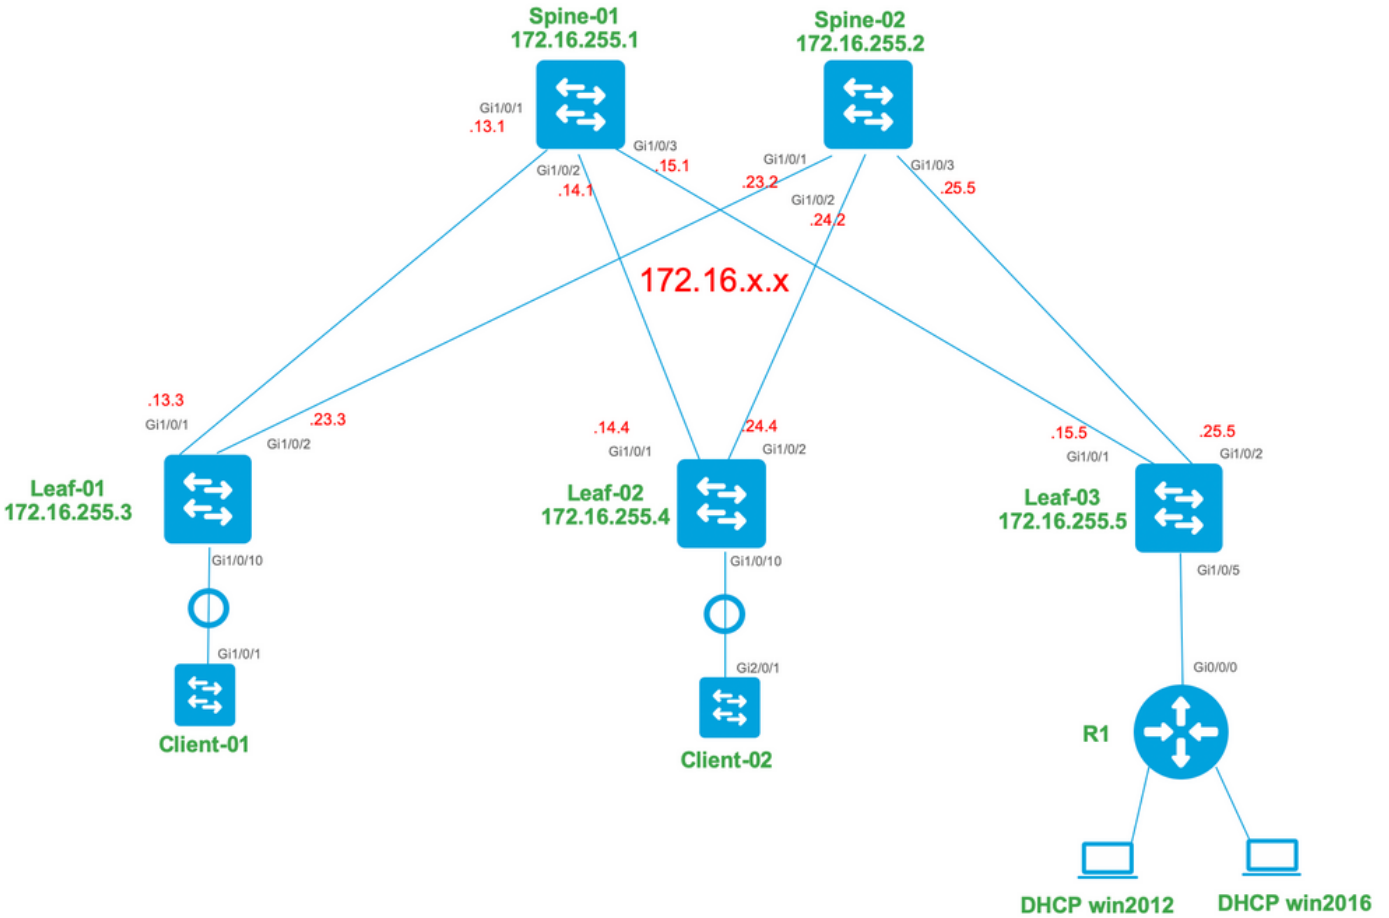 Spine-01
172.16.255.1
Spine-02
172.16.255.2
Gi1/0/1
.13.1
Gi1/0/2
.14.1
Gi1/0/3
.15.1
Gi1/0/1
.23.2
Gi1/0/2
.24.2
Gi1/0/3
.25.5
172.16.x.x
.13.3
Gi1/0/1
.23.3
Gi1/0/2
.14.4
Gi1/0/1
.24.4
Gi1/0/2
.15.5
Gi1/0/1
.25.5
Gi1/0/2
Leaf-01
172.16.255.3
Leaf-02
172.16.255.4
Leaf-03
172.16.255.5
Gi1/0/10
Gi1/0/10
Gi1/0/5
Gi1/0/1
Gi2/0/1
Gi0/0/0
Client-01
Client-02
R1
DHCP win2012
DHCP win2016